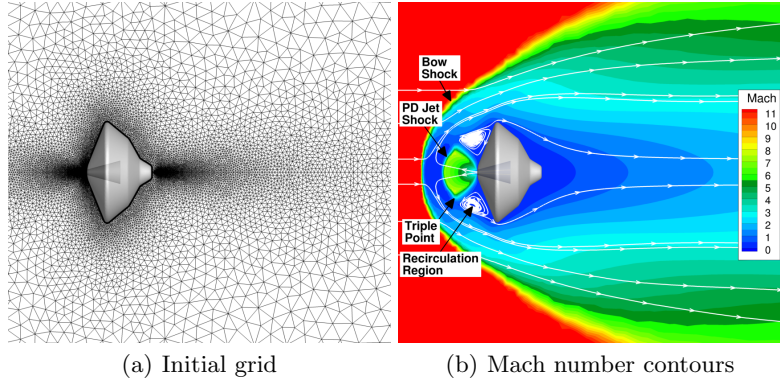 Bow
Shock
PD Jet
Shock
Triple
Point
Recirculation
Region
Mach
11
10
9
8
7
6
5
4
3
2
1
0
(a) Initial grid
(b) Mach number contours